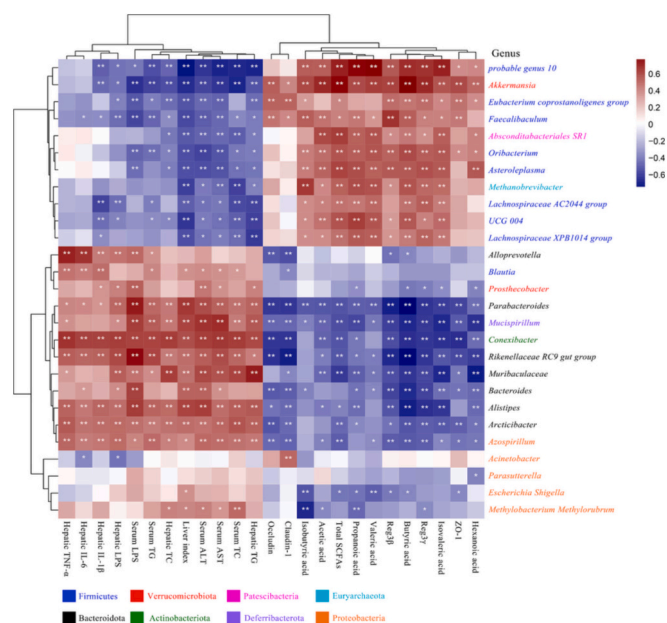 Genus
probable genus 10
Akkermansia
Eubacterium coprostanoligenes group
Faecalibaculum
Absconditabacteriales SR1
Oribacterium
Asteroleplasma
Methanobrevibacter
Lachnospiraceae AC2044 group
UCG 004
Lachnospiraceae XPB1014 group
Alloprevotella
Blautia
Prosthecobacter
Parabacteroides
Mucispirillum
Conexibacter
Rikenellaceae RC9 gut group
Muribaculaceae
Bacteroides
Alistipes
Arcticibacter
Azospirillum
Acinetobacter
Parasutterella
Escherichia Shigella
Methylobacterium Methylorubrum
0.6
0.4
0.2
0
−0.2
−0.4
−0.6
Hepatic TNF-α
Hepatic IL-6
Hepatic IL-1β
Hepatic LPS
Serum LPS
Serum TG
Hepatic TC
Liver index
Serum ALT
Serum AST
Serum TC
Hepatic TG
Occludin
Claudin-1
Isobutyric acid
Acetic acid
Total SCFAs
Propanoic acid
Valeric acid
Reg3β
Butyric acid
Reg3γ
Isovaleric acid
ZO-1
Hexanoic acid
Firmicutes Verrucomicrobiota Patescibacteria Euryarchaeota
Bacteroidota Actinobacteriota Deferribacterota Proteobacteria